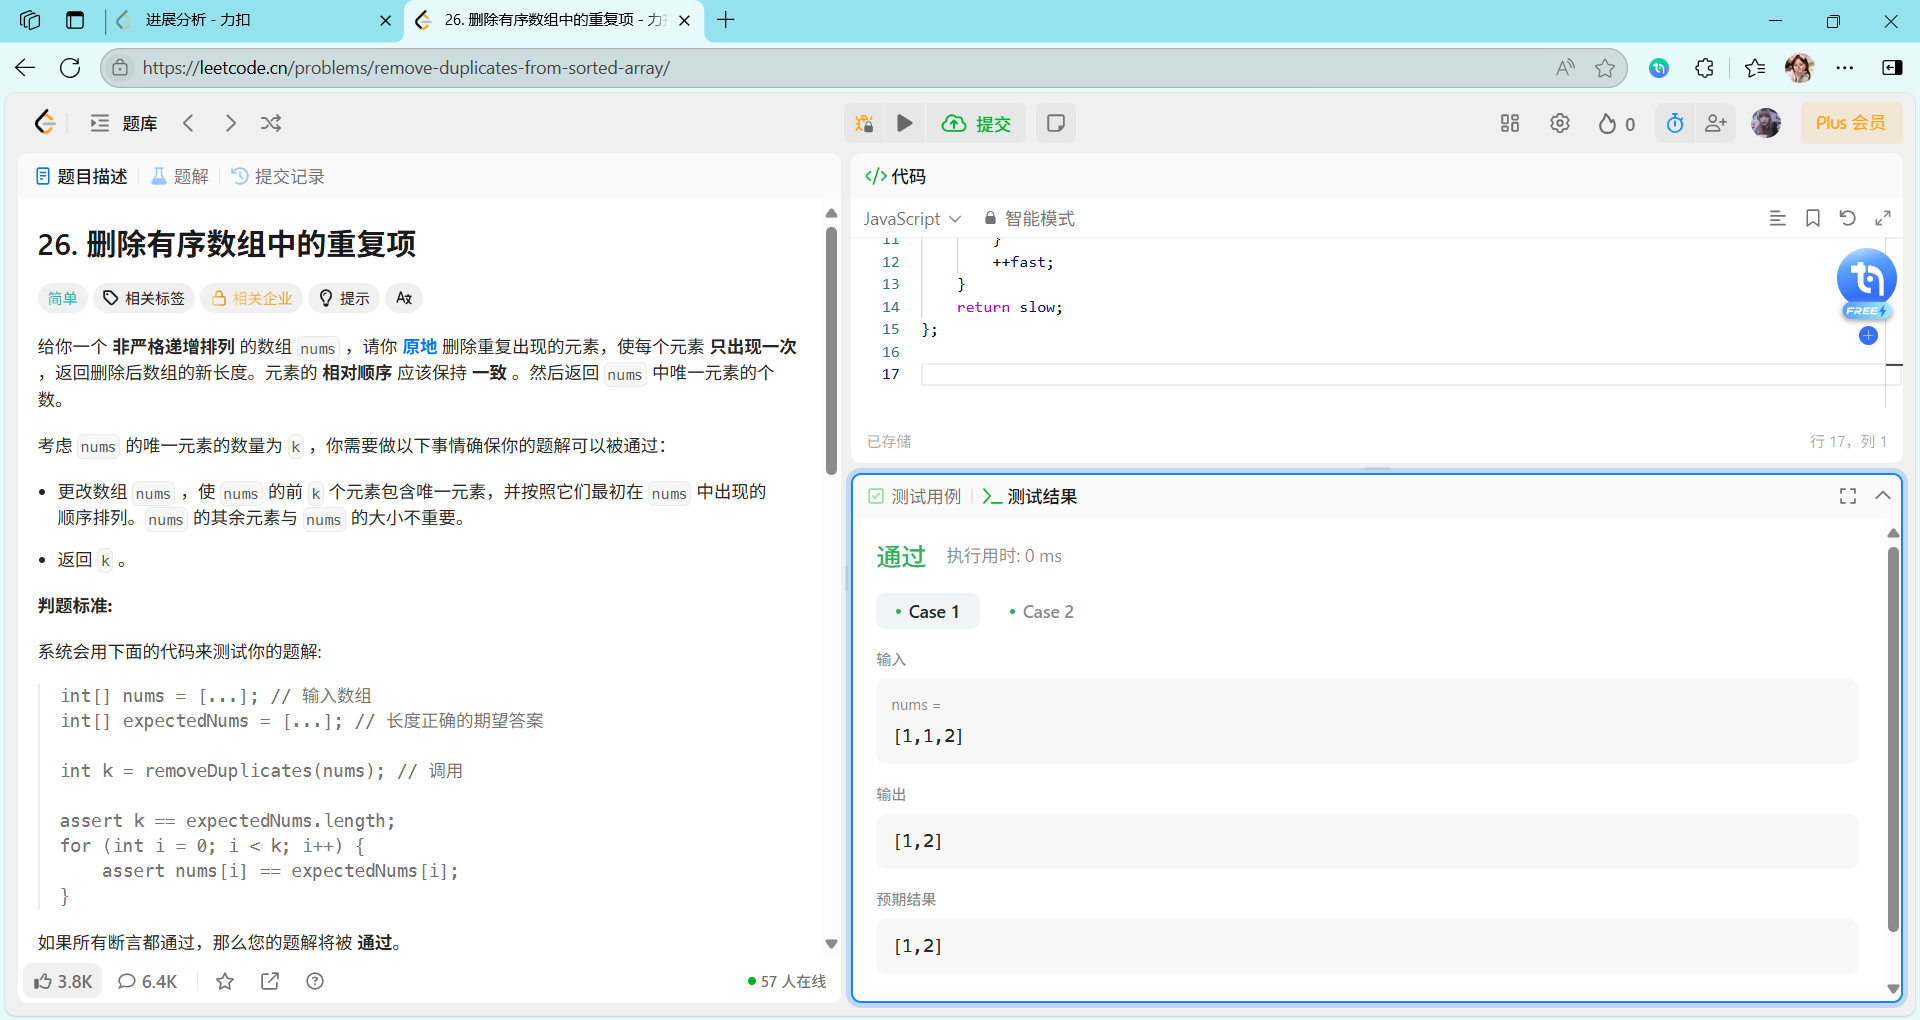 进展分析 - 力扣
26. 删除有序数组中的重复项 - 力
https://leetcode.cn/problems/remove-duplicates-from-sorted-array/
题库
提交
0
Plus 会员
题目描述
题解
提交记录
26. 删除有序数组中的重复项
简单
相关标签
相关企业
提示
给你一个 非严格递增排列 的数组 nums ，请你 原地 删除重复出现的元素，使每个元素 只出现一次
，返回删除后数组的新长度。元素的 相对顺序 应该保持 一致 。然后返回 nums 中唯一元素的个
数。
考虑 nums 的唯一元素的数量为 k ，你需要做以下事情确保你的题解可以被通过：
• 更改数组 nums ，使 nums 的前 k 个元素包含唯一元素，并按照它们最初在 nums 中出现的
顺序排列。nums 的其余元素与 nums 的大小不重要。
• 返回 k 。
判题标准:
系统会用下面的代码来测试你的题解:
int[] nums = [...]; // 输入数组
int[] expectedNums = [...]; // 长度正确的期望答案
int k = removeDuplicates(nums); // 调用
assert k == expectedNums.length;
for (int i = 0; i < k; i++) {
    assert nums[i] == expectedNums[i];
}
如果所有断言都通过，那么您的题解将被 通过。
3.8K
6.4K
57 人在线
</> 代码
JavaScript
智能模式
11         }
12         ++fast;
13     }
14     return slow;
15 };
16
17
FREE
已存储
行 17，列 1
测试用例
测试结果
通过
执行用时: 0 ms
• Case 1
• Case 2
输入
nums =
[1,1,2]
输出
[1,2]
预期结果
[1,2]